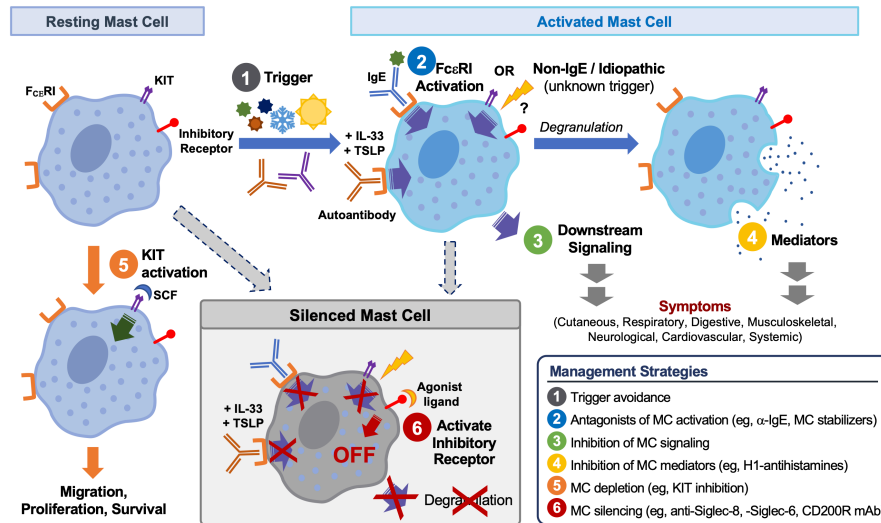 Resting Mast Cell
Activated Mast Cell
FCERI
KIT
Inhibitory
Receptor
1 Trigger
IgE
2 FcεRI
Activation
OR
Non-IgE / Idiopathic
(unknown trigger)
?
+ IL-33
+ TSLP
Autoantibody
Degranulation
3 Downstream
Signaling
4 Mediators
5 KIT
activation
SCF
Migration,
Proliferation, Survival
Symptoms
(Cutaneous, Respiratory, Digestive, Musculoskeletal,
Neurological, Cardiovascular, Systemic)
Silenced Mast Cell
+ IL-33
+ TSLP
Agonist
ligand
6 Activate
Inhibitory
Receptor
OFF
Degranulation
Management Strategies
1 Trigger avoidance
2 Antagonists of MC activation (eg, α-IgE, MC stabilizers)
3 Inhibition of MC signaling
4 Inhibition of MC mediators (eg, H1-antihistamines)
5 MC depletion (eg, KIT inhibition)
6 MC silencing (eg, anti-Siglec-8, -Siglec-6, CD200R mAb